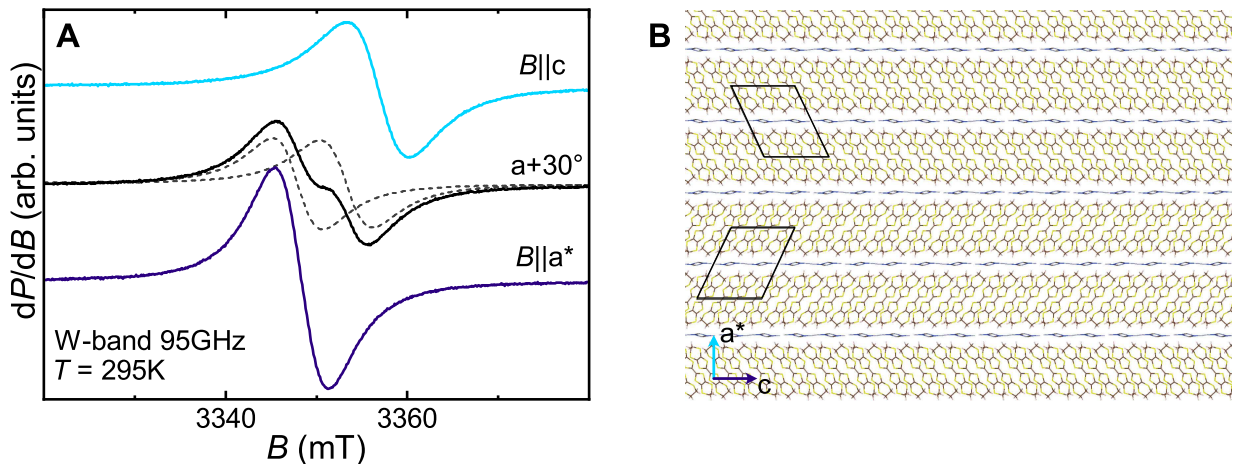 A
B||c
a+30°
B||a*
W-band 95GHz
T = 295K
dP/dB (arb. units)
3340
3360
B (mT)
B
a*
c